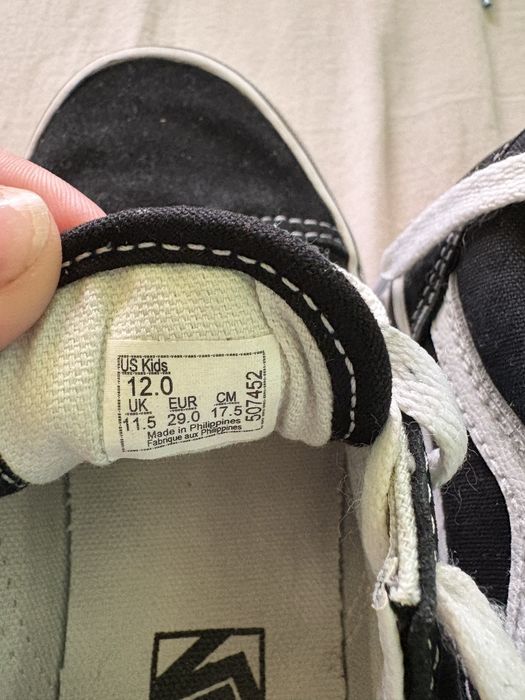 US Kids
12.0
UK EUR CM
11.5 29.0 17.5
Made in Philippines
Fabrique aux Philippines
507452